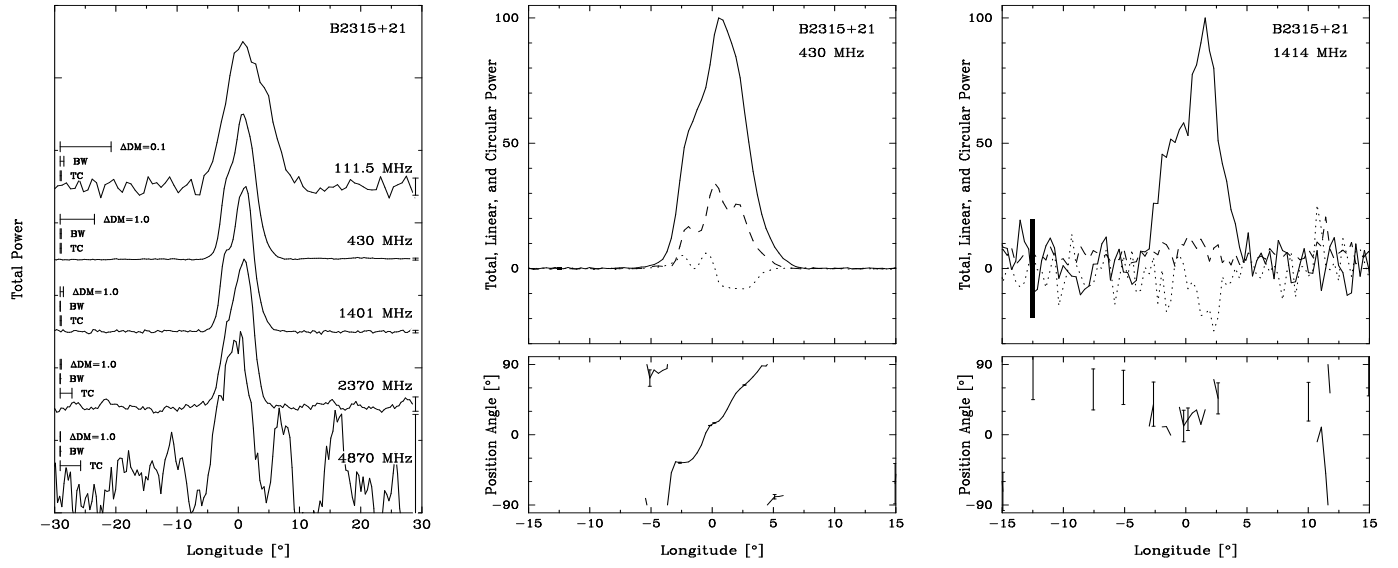 B2315+21
ΔDM=0.1
BW
TC
111.5 MHz
ΔDM=1.0
BW
TC
430 MHz
ΔDM=1.0
BW
TC
1401 MHz
ΔDM=1.0
BW
TC
2370 MHz
ΔDM=1.0
BW
TC
4870 MHz
Total Power
−30 −20 −10 0 10 20 30
Longitude [°]
B2315+21
430 MHz
Total, Linear, and Circular Power
100
50
0
Position Angle [°]
90
0
−90
−15 −10 −5 0 5 10 15
Longitude [°]
B2315+21
1414 MHz
Total, Linear, and Circular Power
100
50
0
Position Angle [°]
90
0
−90
−15 −10 −5 0 5 10 15
Longitude [°]